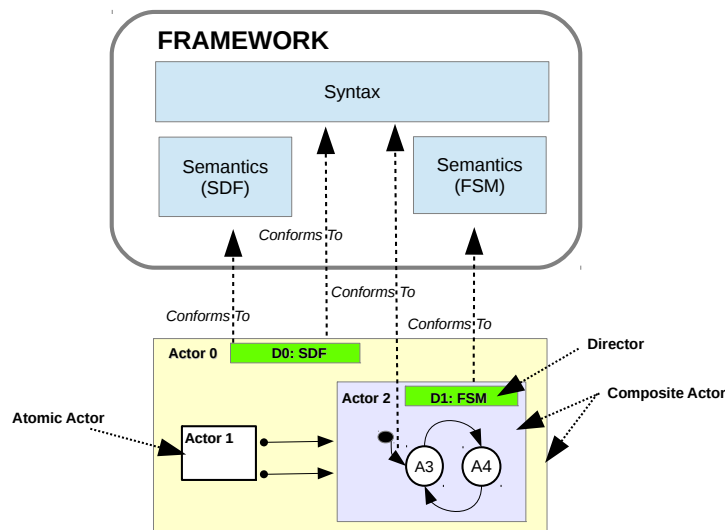 FRAMEWORK
Syntax
Semantics
(SDF)
Semantics
(FSM)
Conforms To
Conforms To
Conforms To
Conforms To
Director
Actor 0
D0: SDF
Composite Actor
Actor 2
D1: FSM
Atomic Actor
Actor 1
A3
A4